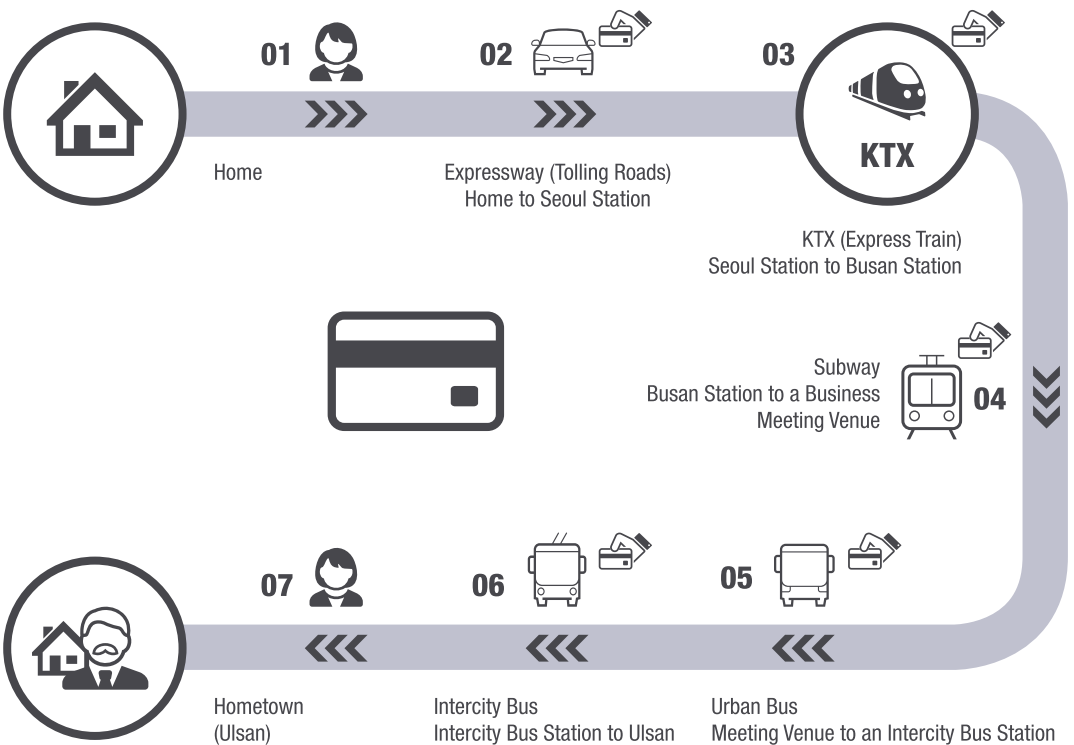 01
Home
02
Expressway (Tolling Roads)
Home to Seoul Station
03
KTX
KTX (Express Train)
Seoul Station to Busan Station
04
Subway
Busan Station to a Business
Meeting Venue
05
Urban Bus
Meeting Venue to an Intercity Bus Station
06
Intercity Bus
Intercity Bus Station to Ulsan
07
Hometown
(Ulsan)